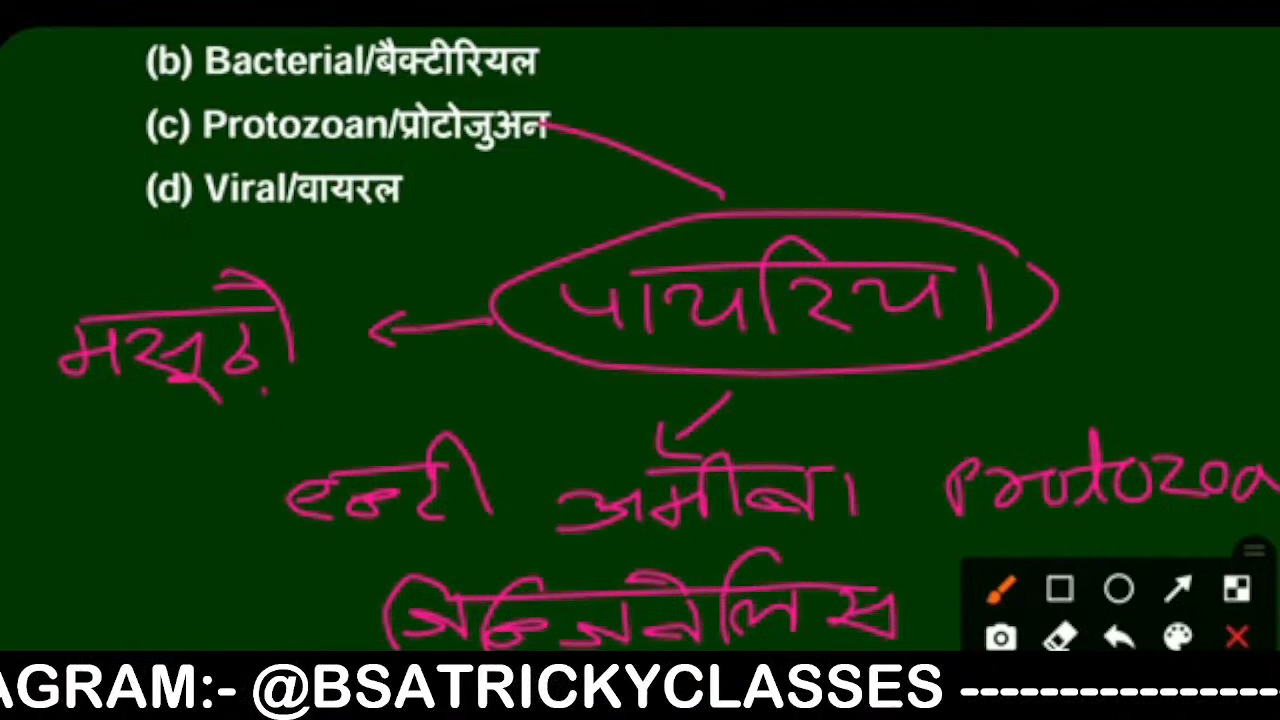 (b) Bacterial/बैक्टीरियल
(c) Protozoan/प्रोटोजुअन
(d) Viral/वायरल
पायरिया
मसूढ़ो
एन्टी अमीबा Protozoa
जिन्जिवेलिस
AGRAM:- @BSATRICKYCLASSES ----------------